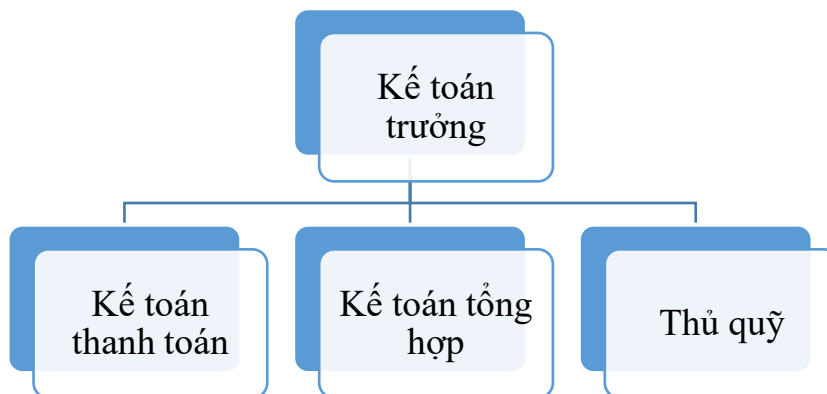 Kế toán
trưởng
Kế toán
thanh toán
Kế toán tổng
hợp
Thủ quỹ